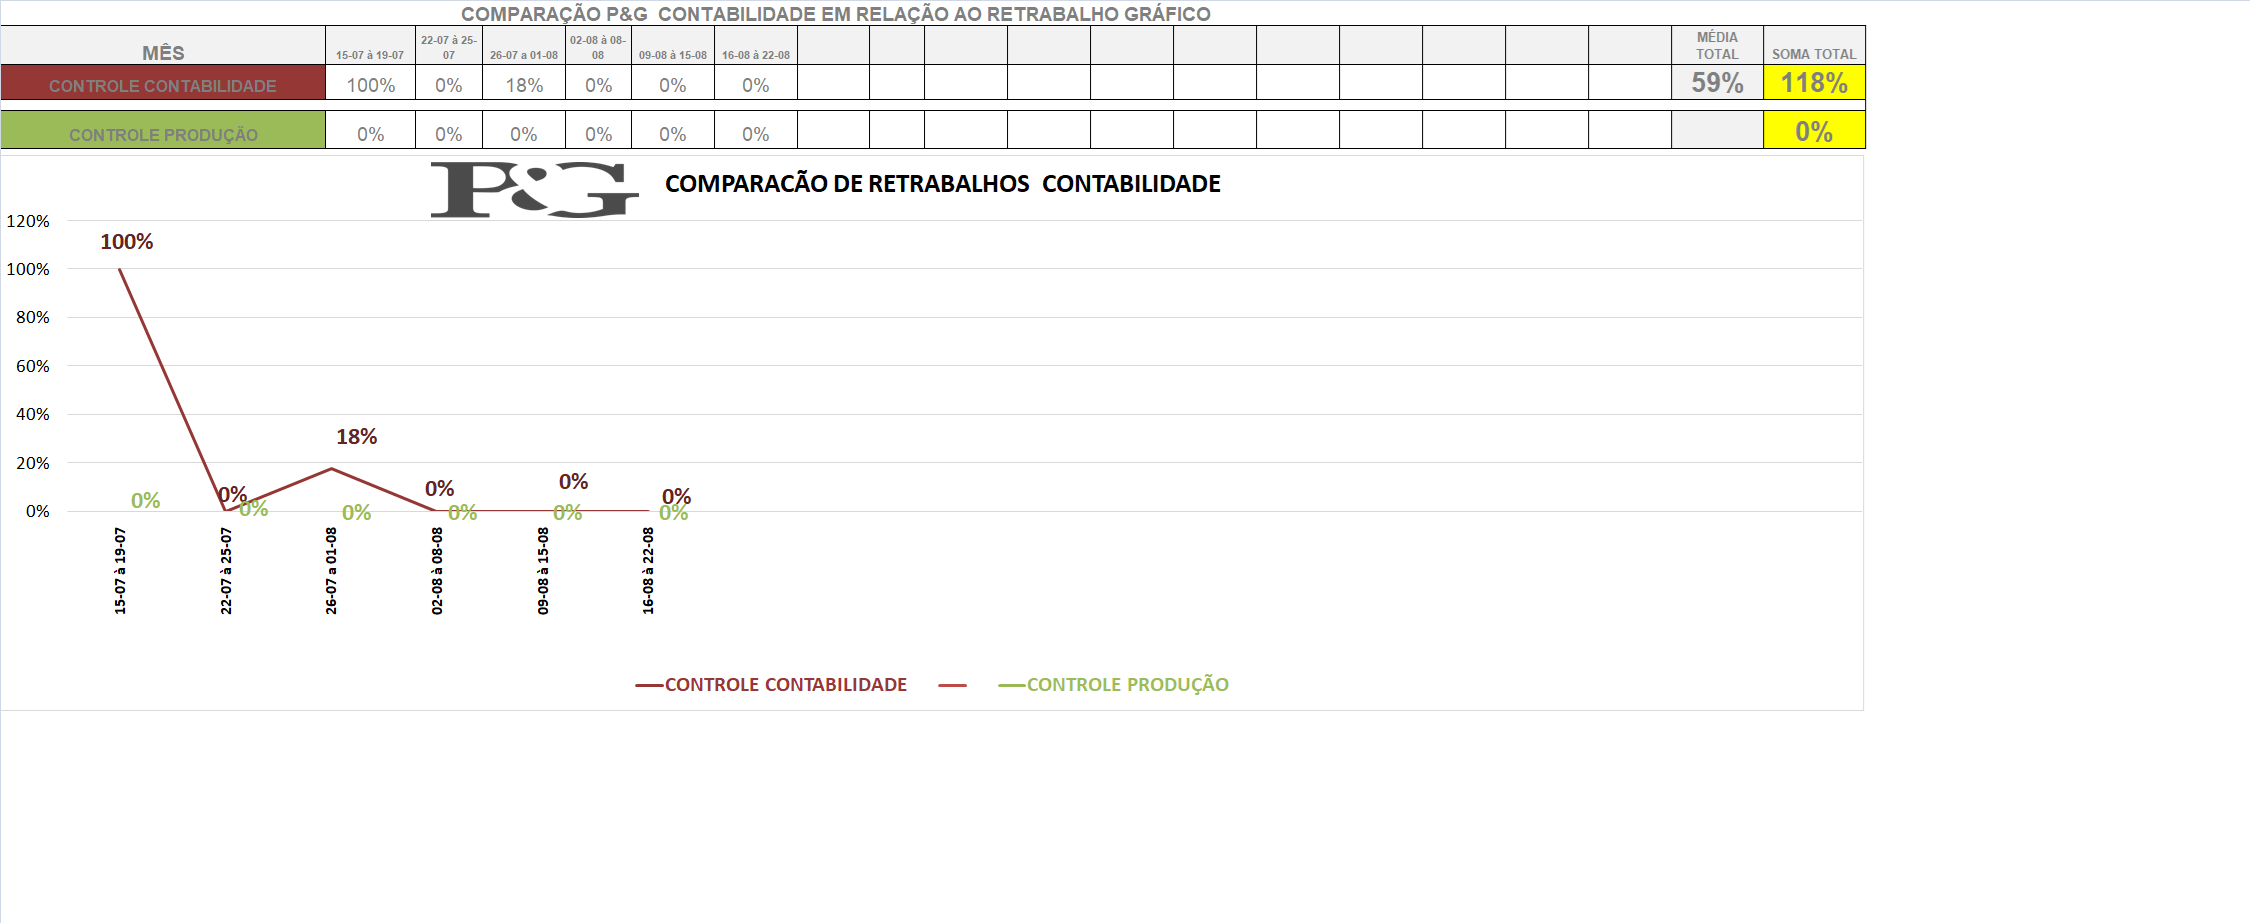 COMPARAÇÃO P&G  CONTABILIDADE EM RELAÇÃO AO RETRABALHO GRÁFICO
MÊS
15-07 à 19-07
22-07 à 25-
07
26-07 a 01-08
02-08 à 08-
08
09-08 à 15-08
16-08 à 22-08
MÉDIA
TOTAL
SOMA TOTAL
CONTROLE CONTABILIDADE 100% 0% 18% 0% 0% 0% 59% 118%
CONTROLE PRODUÇÃO 0% 0% 0% 0% 0% 0% 0%
P&G
COMPARACÃO DE RETRABALHOS  CONTABILIDADE
120%
100%
80%
60%
40%
20%
0%
100%
0%
18%
0%
0%
0%
0%
0%
0%
0%
0%
0%
15-07 à 19-07
22-07 à 25-07
26-07 a 01-08
02-08 à 08-08
09-08 à 15-08
16-08 à 22-08
CONTROLE CONTABILIDADE
CONTROLE PRODUÇÃO